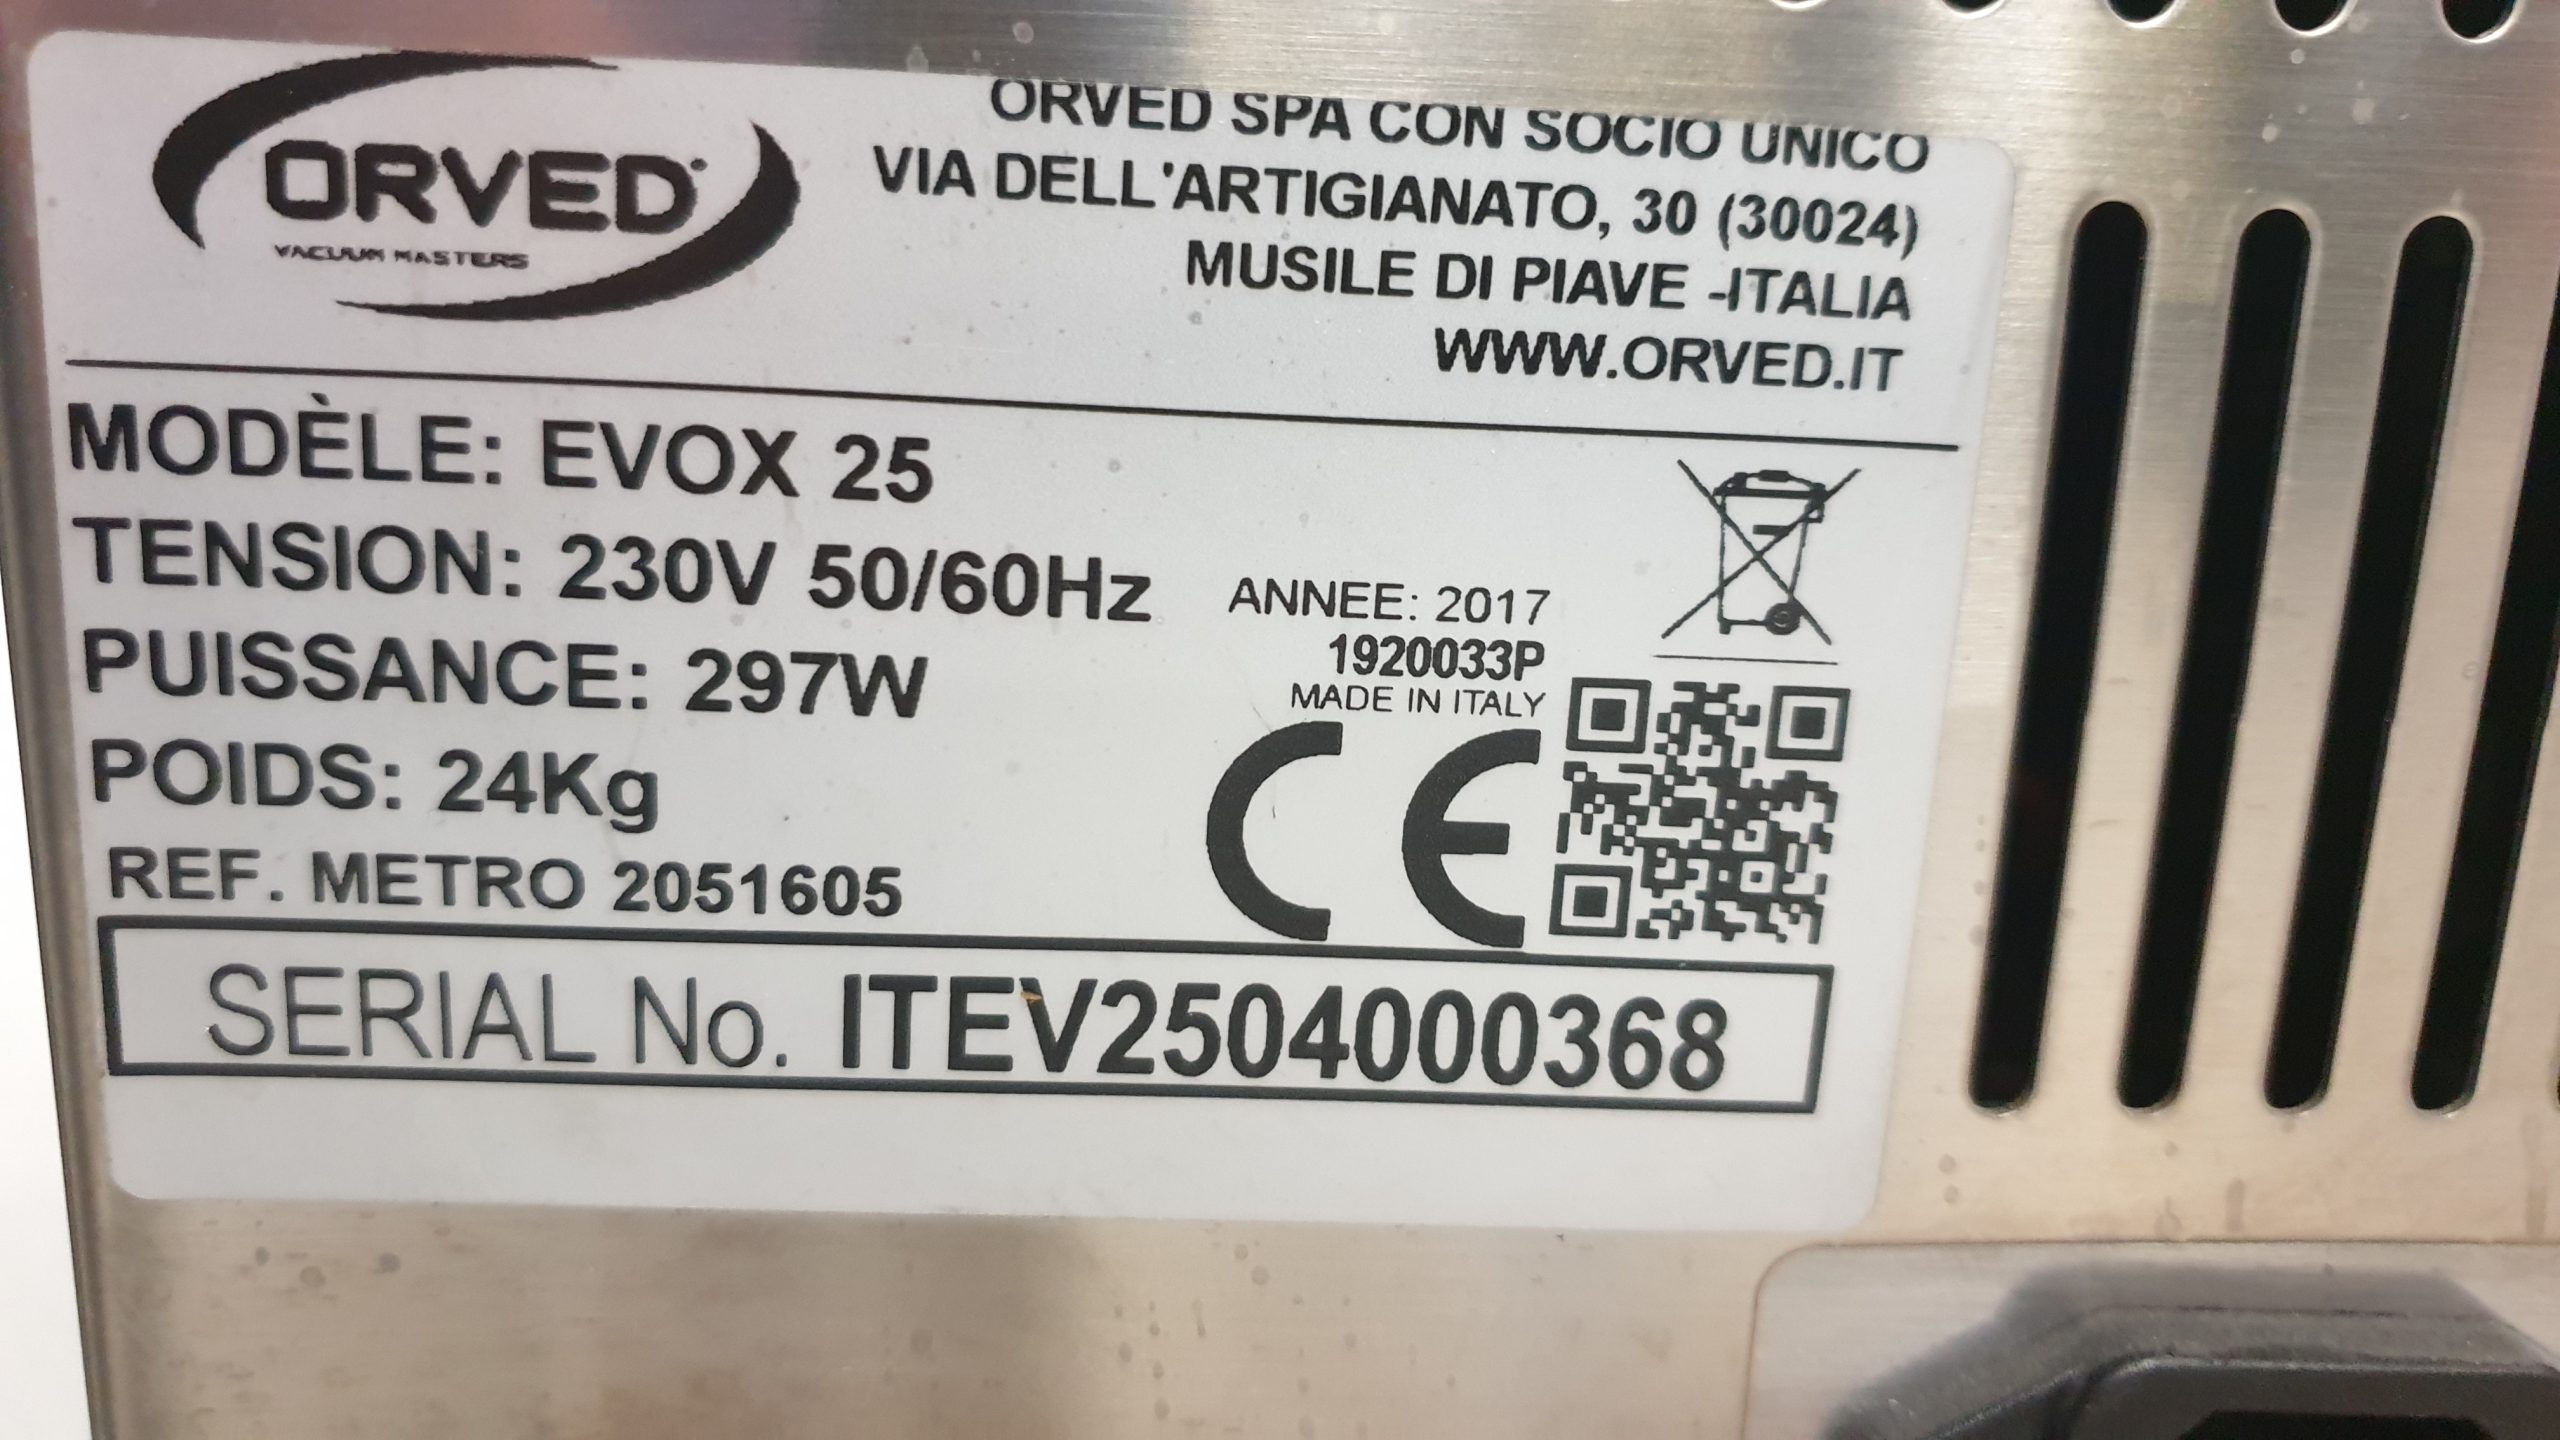 ORVED
VACUUM MASTERS
ORVED SPA CON SOCIO UNICO
VIA DELL'ARTIGIANATO, 30 (30024)
MUSILE DI PIAVE -ITALIA
WWW.ORVED.IT
MODÈLE: EVOX 25
TENSION: 230V 50/60Hz
PUISSANCE: 297W
POIDS: 24Kg
REF. METRO 2051605
ANNEE: 2017
1920033P
MADE IN ITALY
CE
SERIAL No. ITEV2504000368